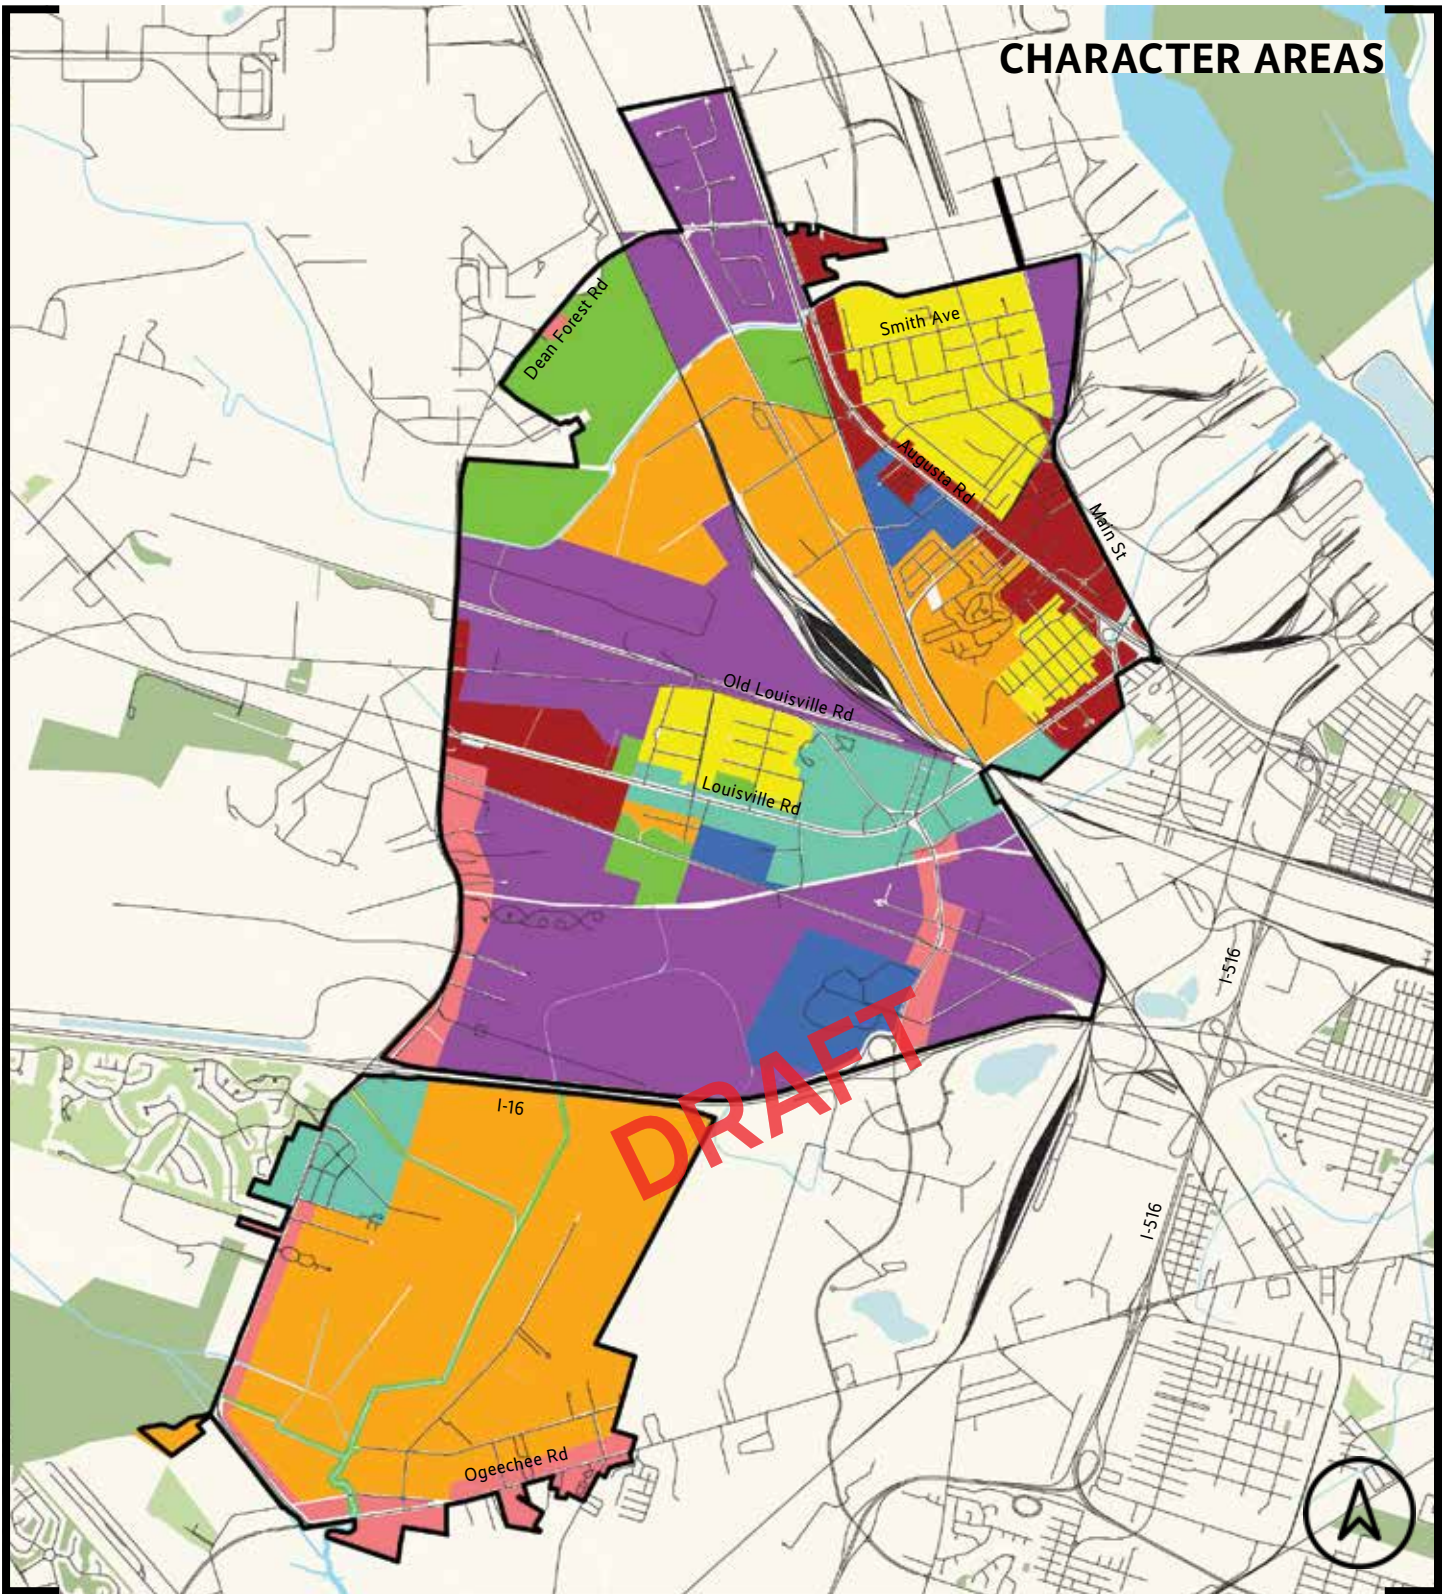 CHARACTER AREAS
Dean Forest Rd
Smith Ave
Augusta Rd
Main St
Old Louisville Rd
Louisville Rd
I-516
DRAFT
I-16
I-516
Ogeechee Rd